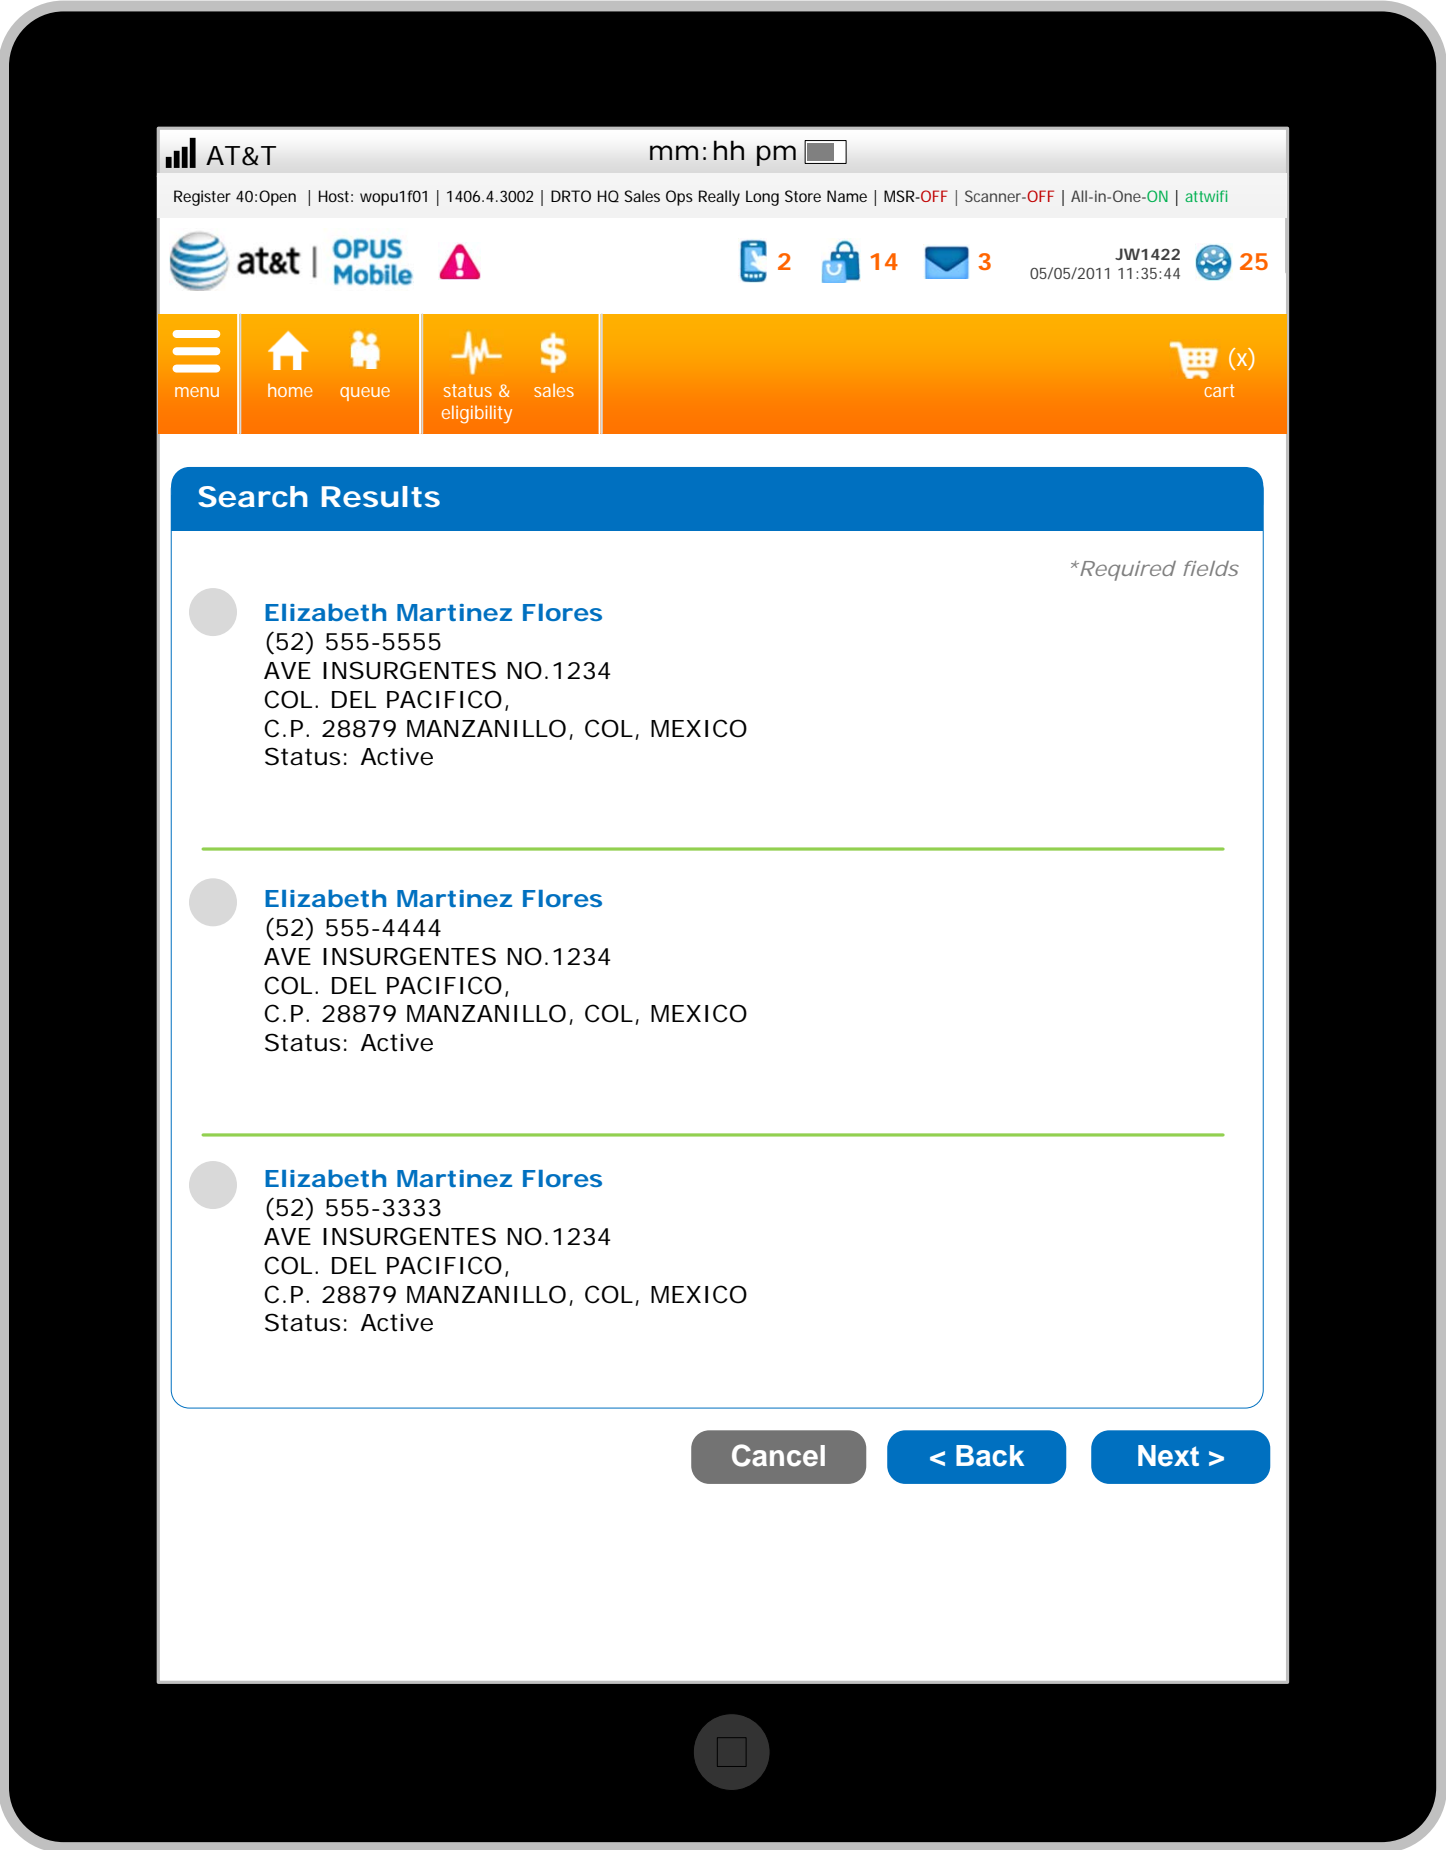 AT&T mm:hh pm
Register 40:Open | Host: wopu1f01 | 1406.4.3002 | DRTO HQ Sales Ops Really Long Store Name | MSR-OFF | Scanner-OFF | All-in-One-ON | attwifi
at&t | OPUS Mobile 2 14 3 JW1422 25
05/05/2011 11:35:44
menu home queue status & eligibility sales (x) cart
Search Results
*Required fields
Elizabeth Martinez Flores
(52) 555-5555
AVE INSURGENTES NO.1234
COL. DEL PACIFICO,
C.P. 28879 MANZANILLO, COL, MEXICO
Status: Active
Elizabeth Martinez Flores
(52) 555-4444
AVE INSURGENTES NO.1234
COL. DEL PACIFICO,
C.P. 28879 MANZANILLO, COL, MEXICO
Status: Active
Elizabeth Martinez Flores
(52) 555-3333
AVE INSURGENTES NO.1234
COL. DEL PACIFICO,
C.P. 28879 MANZANILLO, COL, MEXICO
Status: Active
Cancel < Back Next >